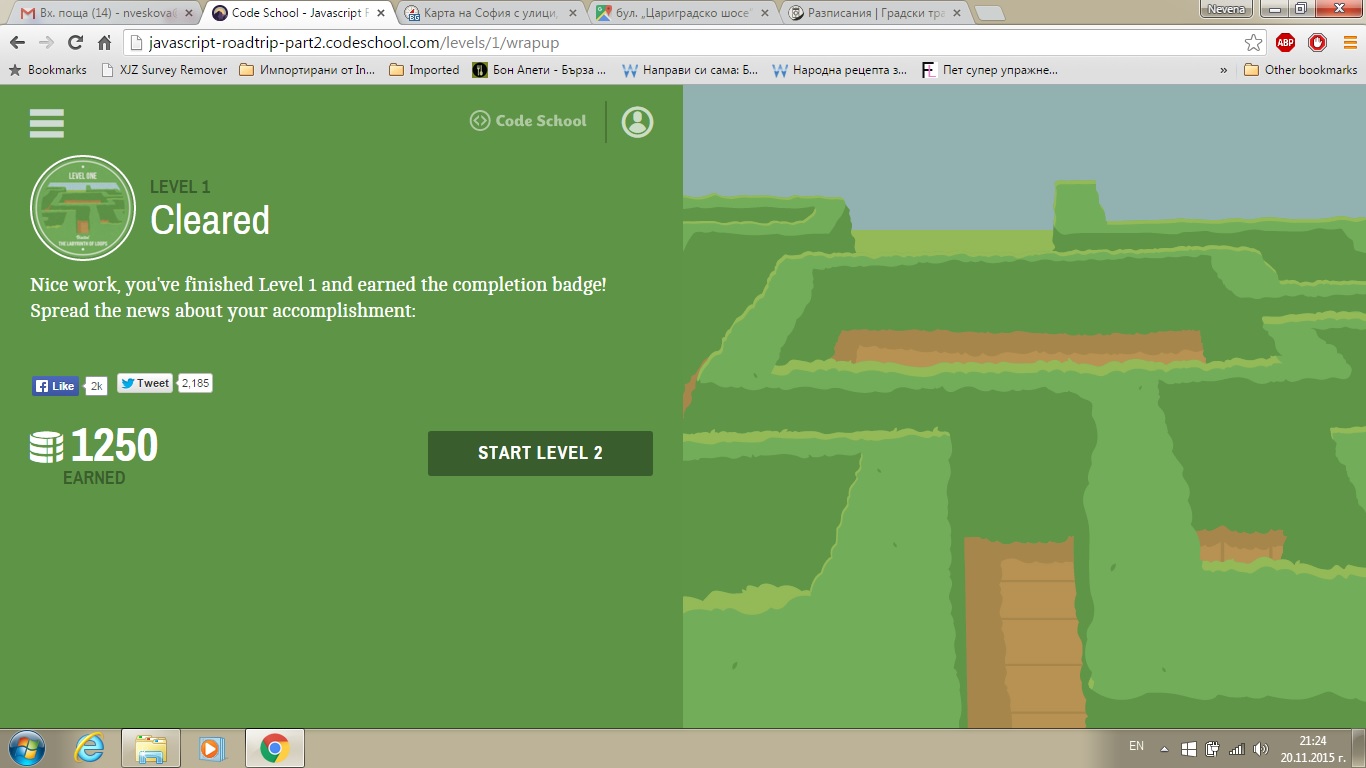 Вх. поща (14) - nveskova
Code School - Javascript R
Карта на София с улици,
бул. „Цариградско шосе"
Разписания | Градски тра
Nevena
javascript-roadtrip-part2.codeschool.com/levels/1/wrapup
ABP
Bookmarks
XJZ Survey Remover
Импортирани от In...
Imported
Бон Апети - Бърза ...
Направи си сама: Б...
Народна рецепта з...
Пет супер упражне...
»
Other bookmarks
Code School
LEVEL ONE
THE LABYRINTH OF LOOPS
LEVEL 1
Cleared
Nice work, you've finished Level 1 and earned the completion badge!
Spread the news about your accomplishment:
Like 2k
Tweet 2,185
1250
EARNED
START LEVEL 2
EN
21:24
20.11.2015 г.